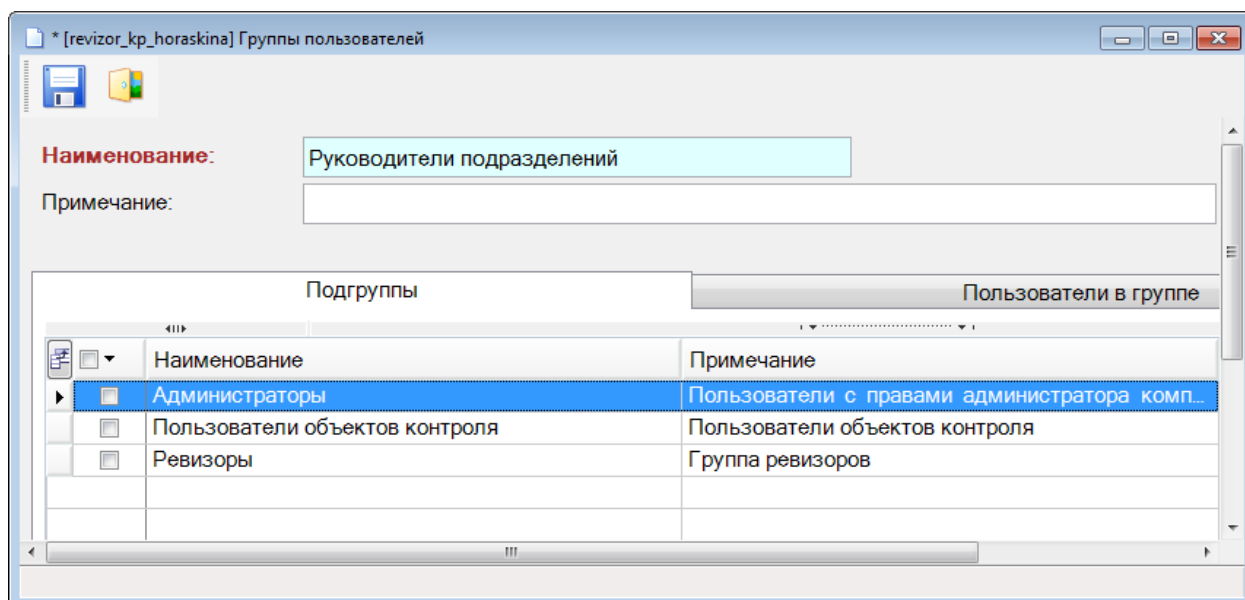 * [revizor_kp_horaskina] Группы пользователей
Наименование: Руководители подразделений
Примечание:
Подгруппы Пользователи в группе
Наименование Примечание
Администраторы Пользователи с правами администратора комп...
Пользователи объектов контроля Пользователи объектов контроля
Ревизоры Группа ревизоров